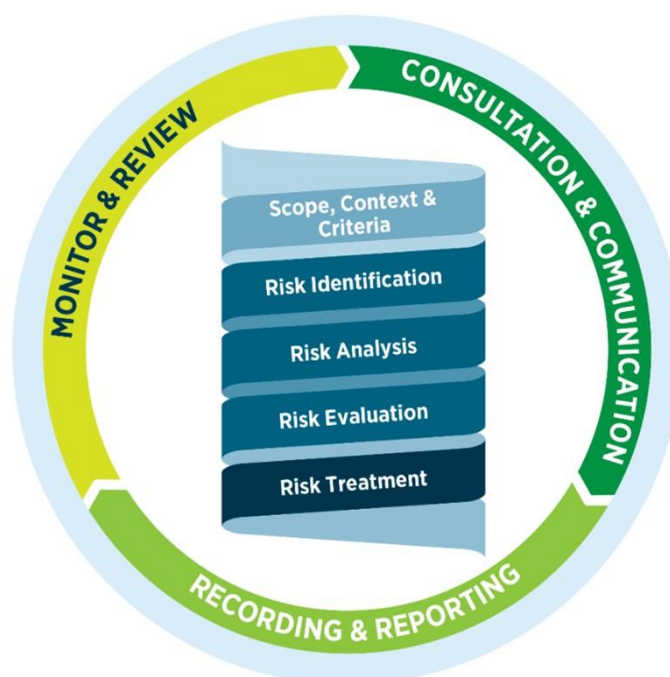 MONITOR & REVIEW
CONSULTATION & COMMUNICATION
Scope, Context &
Criteria
Risk Identification
Risk Analysis
Risk Evaluation
Risk Treatment
RECORDING & REPORTING